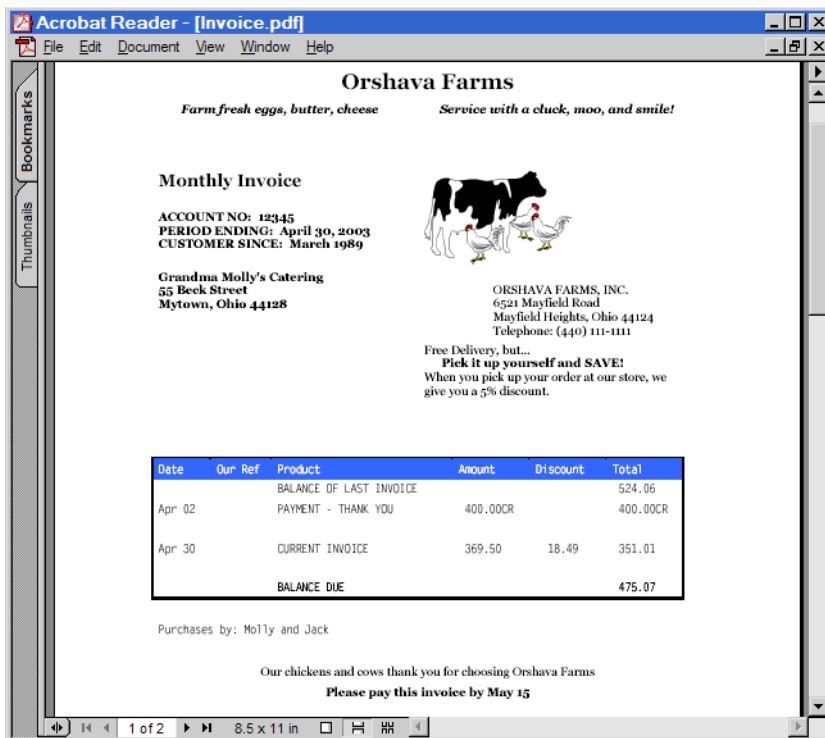 Acrobat Reader - [Invoice.pdf]
File Edit Document View Window Help
Bookmarks
Thumbnails
Orshava Farms
Farm fresh eggs, butter, cheese Service with a cluck, moo, and smile!
Monthly Invoice
ACCOUNT NO: 12345
PERIOD ENDING: April 30, 2003
CUSTOMER SINCE: March 1989
Grandma Molly's Catering
55 Beck Street
Mytown, Ohio 44128
ORSHAVA FARMS, INC.
6521 Mayfield Road
Mayfield Heights, Ohio 44124
Telephone: (440) 111-1111
Free Delivery, but...
Pick it up yourself and SAVE!
When you pick up your order at our store, we
give you a 5% discount.
Date Our Ref Product Amount Discount Total
BALANCE OF LAST INVOICE 524.06
Apr 02 PAYMENT - THANK YOU 400.00CR 400.00CR
Apr 30 CURRENT INVOICE 369.50 18.49 351.01
BALANCE DUE 475.07
Purchases by: Molly and Jack
Our chickens and cows thank you for choosing Orshava Farms
Please pay this invoice by May 15
1 of 2 8.5 x 11 in